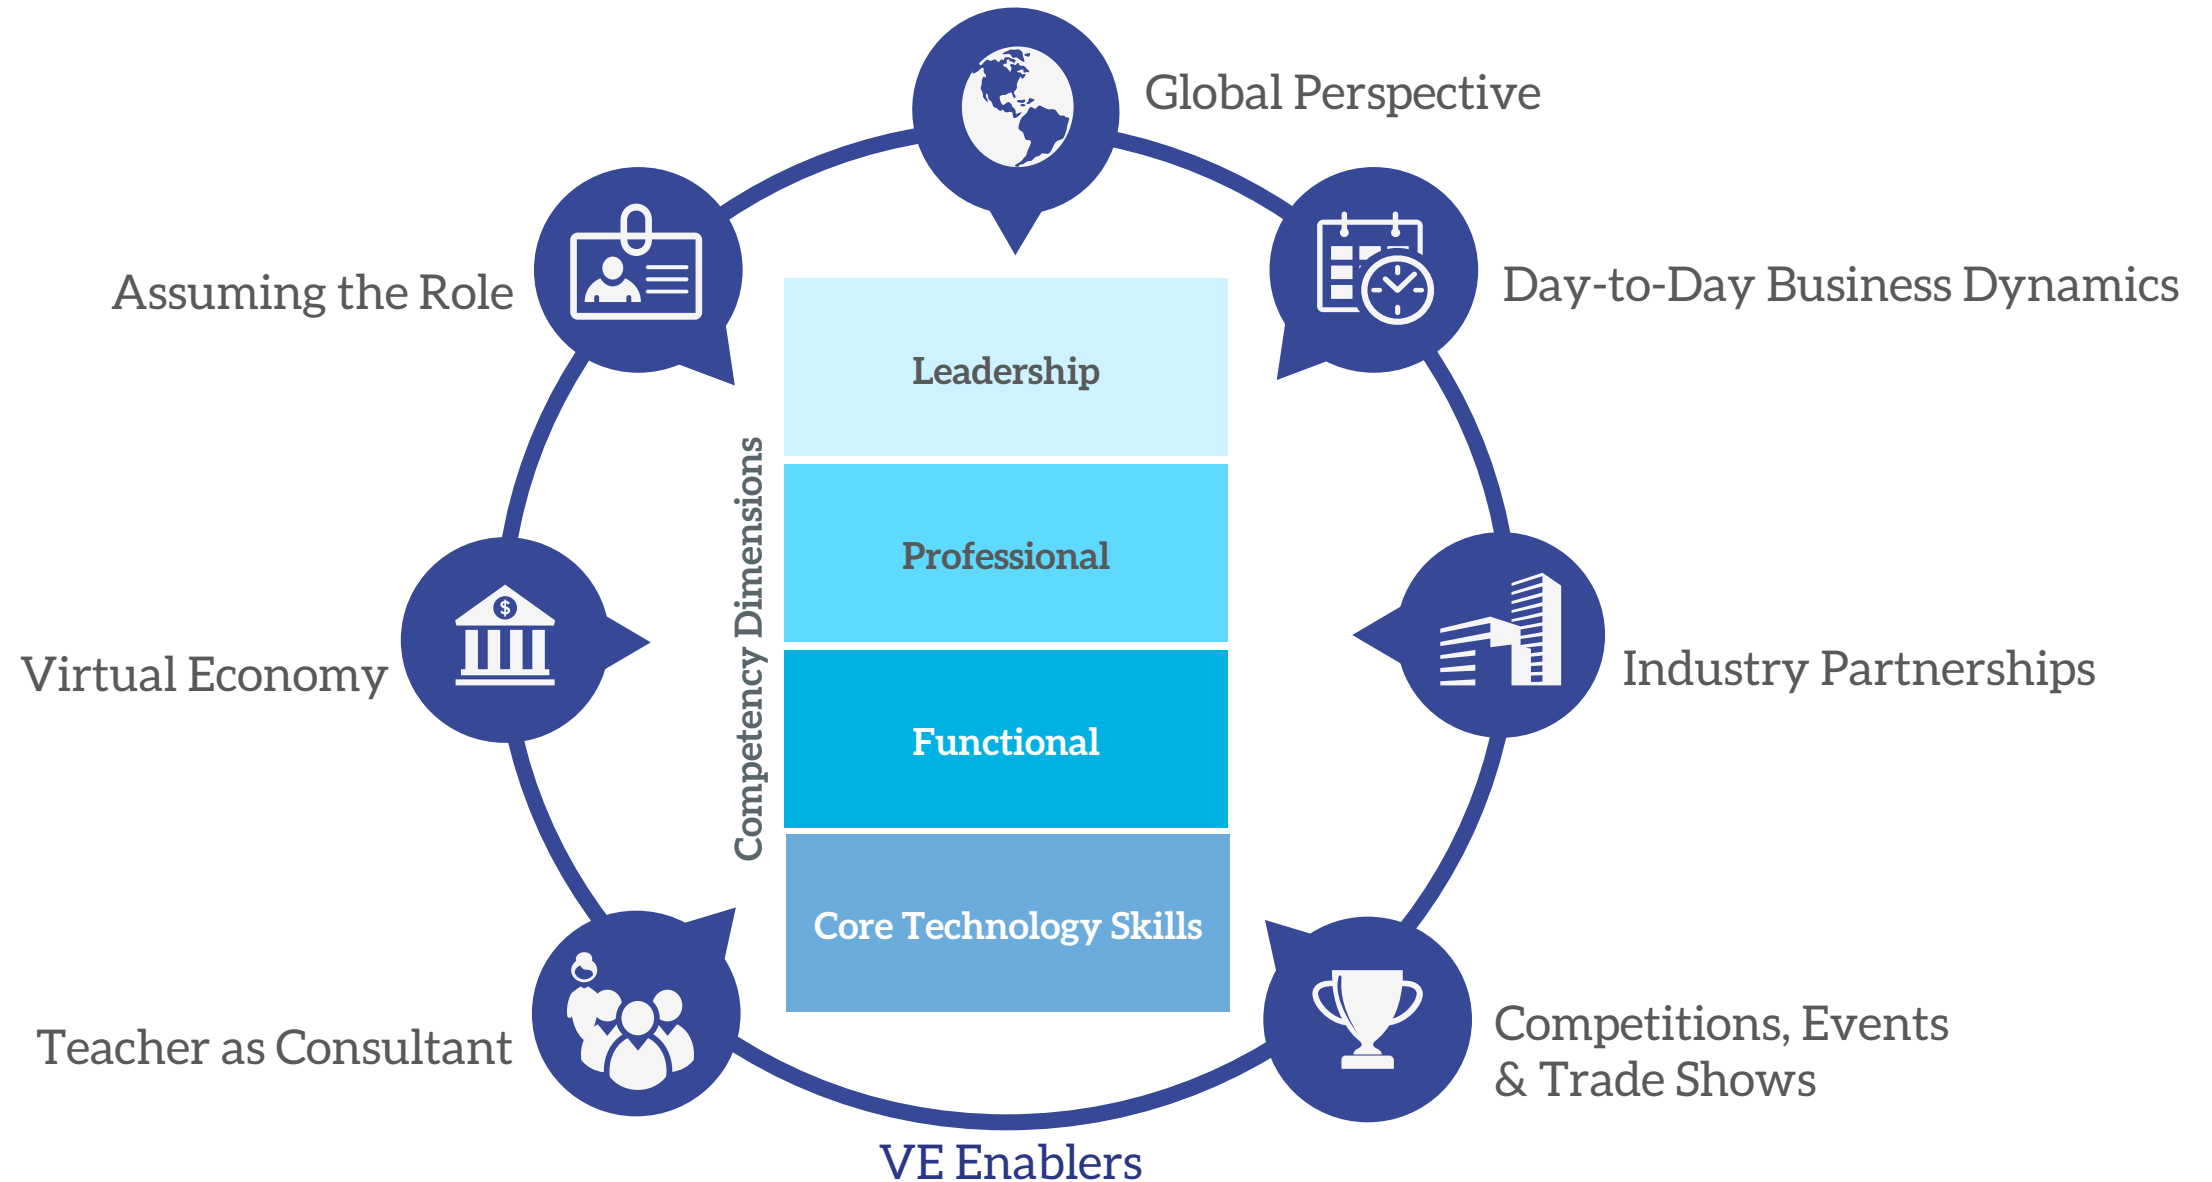 Global Perspective
Assuming the Role
Day-to-Day Business Dynamics
Leadership
Competency Dimensions
Professional
Virtual Economy
$
Industry Partnerships
Functional
Core Technology Skills
Teacher as Consultant
Competitions, Events
& Trade Shows
VE Enablers